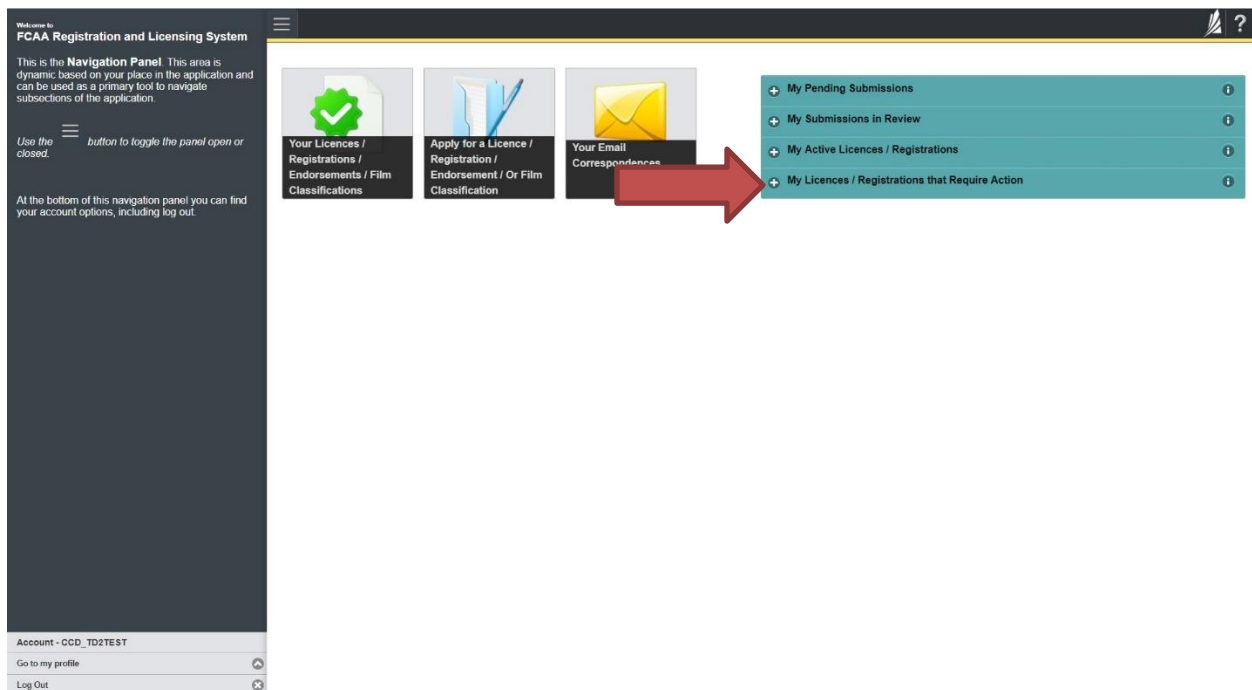 Welcome to
FCAA Registration and Licensing System
This is the Navigation Panel. This area is
dynamic based on your place in the application and
can be used as a primary tool to navigate
subsections of the application.
Use the button to toggle the panel open or
closed.
At the bottom of this navigation panel you can find
your account options, including log out.
Account - CCD_TD2TEST
Go to my profile
Log Out
?
Your Licences /
Registrations /
Endorsements / Film
Classifications
Apply for a Licence /
Registration /
Endorsement / Or Film
Classification
Your Email
Correspondences
My Pending Submissions
My Submissions in Review
My Active Licences / Registrations
My Licences / Registrations that Require Action